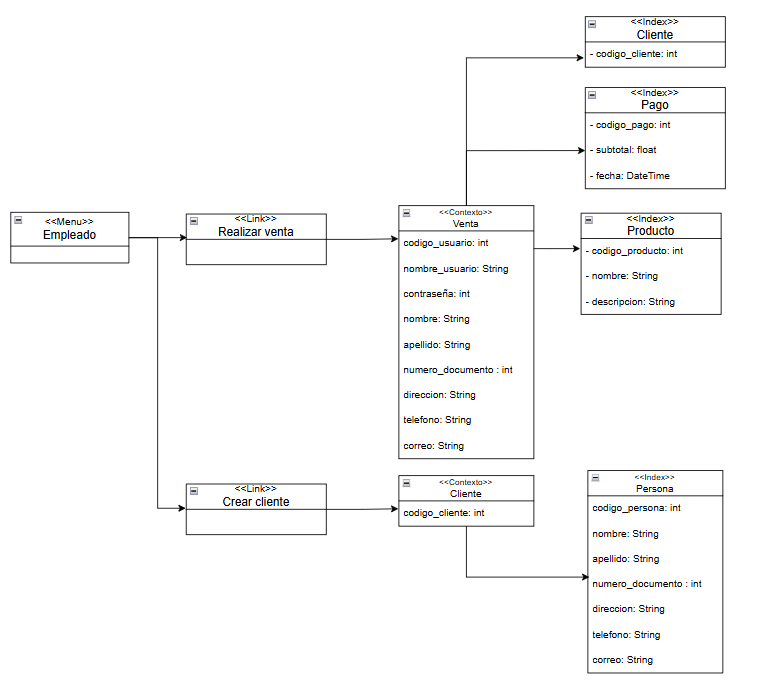 <<Menu>>
Empleado
<<Link>>
Realizar venta
<<Link>>
Crear cliente
<<Contexto>>
Venta
codigo_usuario: int
nombre_usuario: String
contraseña: int
nombre: String
apellido: String
numero_documento : int
direccion: String
telefono: String
correo: String
<<Contexto>>
Cliente
codigo_cliente: int
<<Index>>
Cliente
- codigo_cliente: int
<<Index>>
Pago
- codigo_pago: int
- subtotal: float
- fecha: DateTime
<<Index>>
Producto
- codigo_producto: int
- nombre: String
- descripcion: String
<<Index>>
Persona
codigo_persona: int
nombre: String
apellido: String
numero_documento : int
direccion: String
telefono: String
correo: String